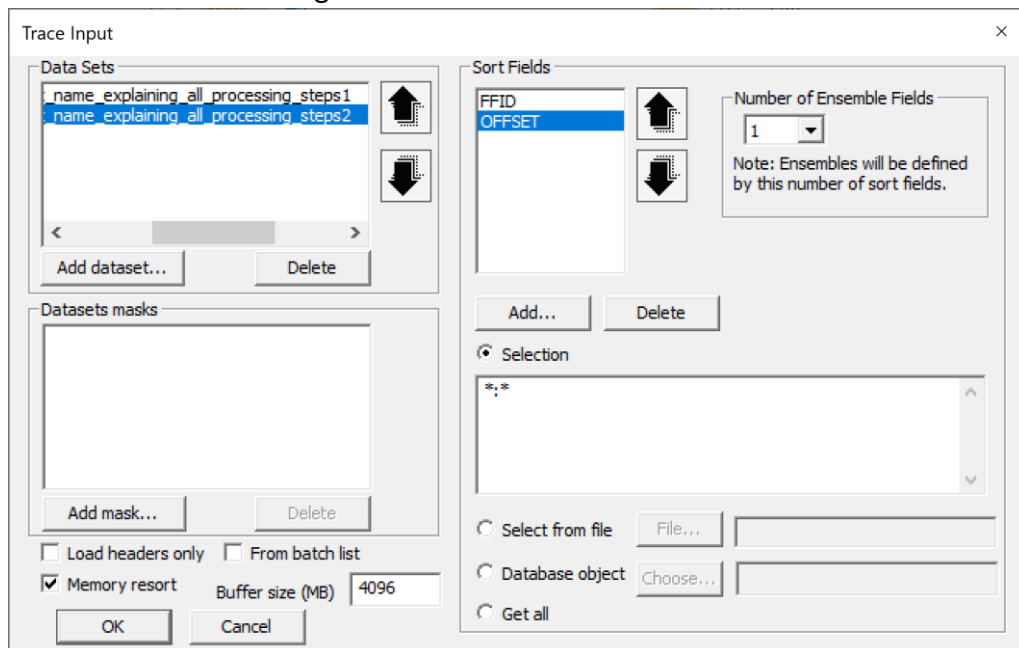 Trace Input
Data Sets
_name_explaining_all_processing_steps1
_name_explaining_all_processing_steps2
Add dataset...
Delete
Datasets masks
Add mask...
Delete
Load headers only
From batch list
Memory resort
Buffer size (MB)
4096
OK
Cancel
Sort Fields
FFID
OFFSET
Number of Ensemble Fields
1
Note: Ensembles will be defined
by this number of sort fields.
Add...
Delete
Selection
*:*
Select from file
File...
Database object
Choose...
Get all